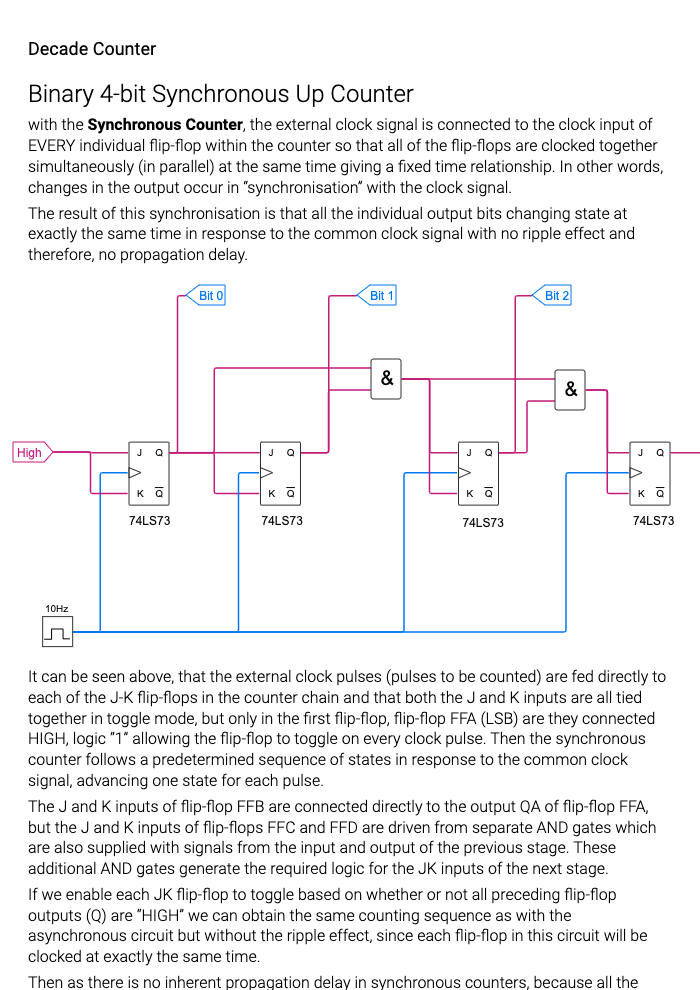 Decade Counter
Binary 4-bit Synchronous Up Counter
with the Synchronous Counter, the external clock signal is connected to the clock input of
EVERY individual flip-flop within the counter so that all of the flip-flops are clocked together
simultaneously (in parallel) at the same time giving a fixed time relationship. In other words,
changes in the output occur in “synchronisation” with the clock signal.
The result of this synchronisation is that all the individual output bits changing state at
exactly the same time in response to the common clock signal with no ripple effect and
therefore, no propagation delay.
Bit 0 Bit 1 Bit 2
&
&
High
J Q J Q J Q J Q
K Q̅ K Q̅ K Q̅ K Q̅
74LS73 74LS73 74LS73 74LS73
10Hz
It can be seen above, that the external clock pulses (pulses to be counted) are fed directly to
each of the J-K flip-flops in the counter chain and that both the J and K inputs are all tied
together in toggle mode, but only in the first flip-flop, flip-flop FFA (LSB) are they connected
HIGH, logic “1” allowing the flip-flop to toggle on every clock pulse. Then the synchronous
counter follows a predetermined sequence of states in response to the common clock
signal, advancing one state for each pulse.
The J and K inputs of flip-flop FFB are connected directly to the output QA of flip-flop FFA,
but the J and K inputs of flip-flops FFC and FFD are driven from separate AND gates which
are also supplied with signals from the input and output of the previous stage. These
additional AND gates generate the required logic for the JK inputs of the next stage.
If we enable each JK flip-flop to toggle based on whether or not all preceding flip-flop
outputs (Q) are “HIGH” we can obtain the same counting sequence as with the
asynchronous circuit but without the ripple effect, since each flip-flop in this circuit will be
clocked at exactly the same time.
Then as there is no inherent propagation delay in synchronous counters, because all the